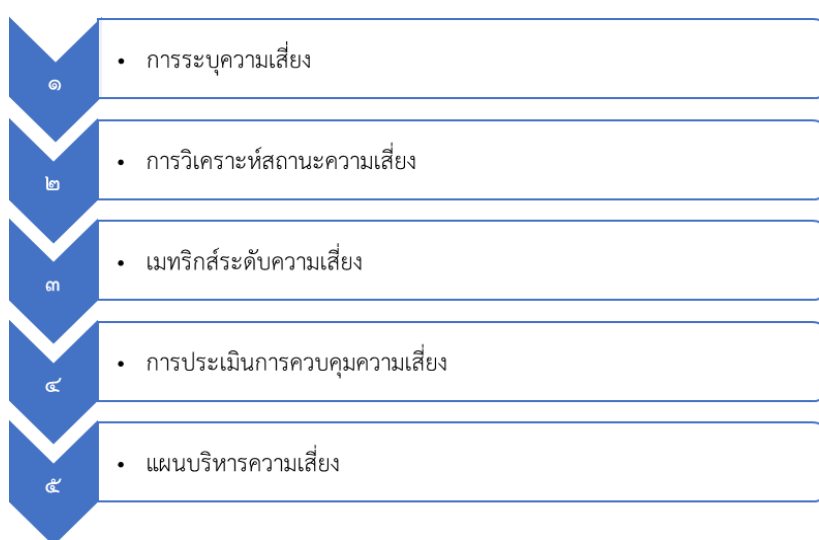 ๑
• การระบุความเสี่ยง
๒
• การวิเคราะห์สถานะความเสี่ยง
๓
• เมทริกส์ระดับความเสี่ยง
๔
• การประเมินการควบคุมความเสี่ยง
๕
• แผนบริหารความเสี่ยง